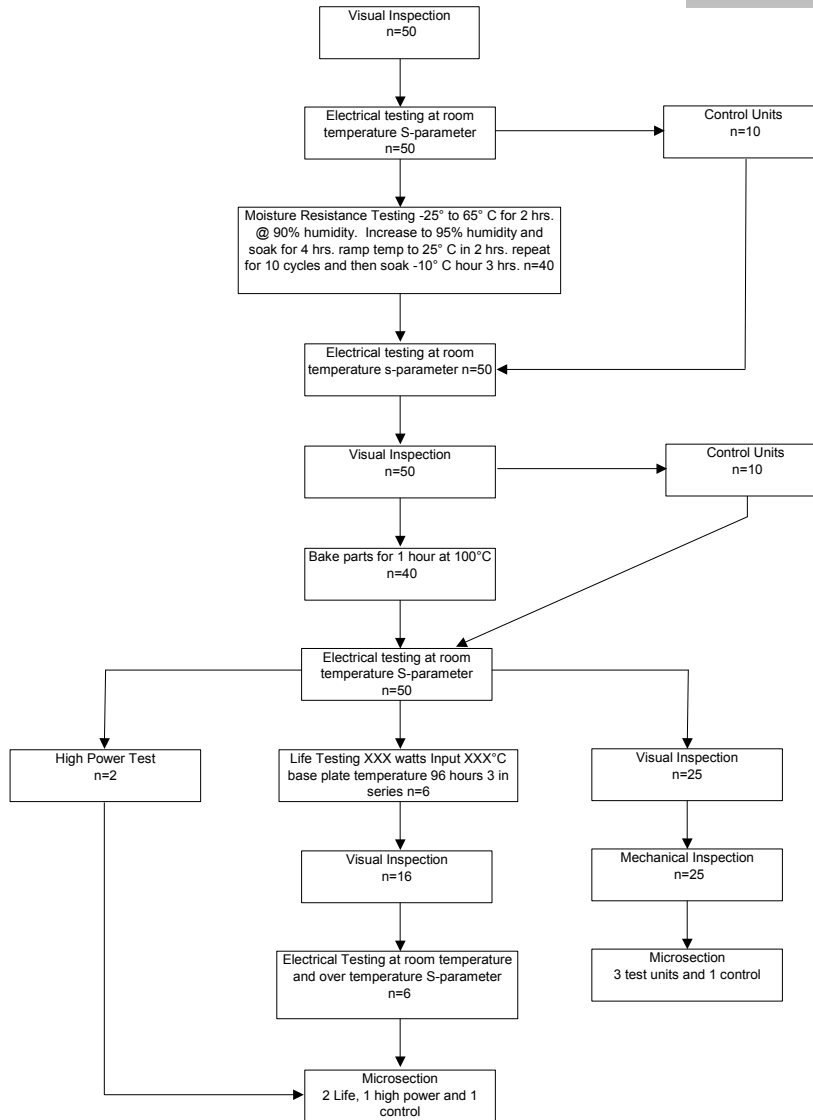 Visual Inspection
n=50
Electrical testing at room
temperature S-parameter
n=50
Control Units
n=10
Moisture Resistance Testing -25° to 65° C for 2 hrs.
@ 90% humidity.  Increase to 95% humidity and
soak for 4 hrs. ramp temp to 25° C in 2 hrs. repeat
for 10 cycles and then soak -10° C hour 3 hrs. n=40
Electrical testing at room
temperature s-parameter n=50
Visual Inspection
n=50
Control Units
n=10
Bake parts for 1 hour at 100°C
n=40
Electrical testing at room
temperature S-parameter
n=50
High Power Test
n=2
Life Testing XXX watts Input XXX°C
base plate temperature 96 hours 3 in
series n=6
Visual Inspection
n=25
Visual Inspection
n=16
Mechanical Inspection
n=25
Electrical Testing at room temperature
and over temperature S-parameter
n=6
Microsection
3 test units and 1 control
Microsection
2 Life, 1 high power and 1
control